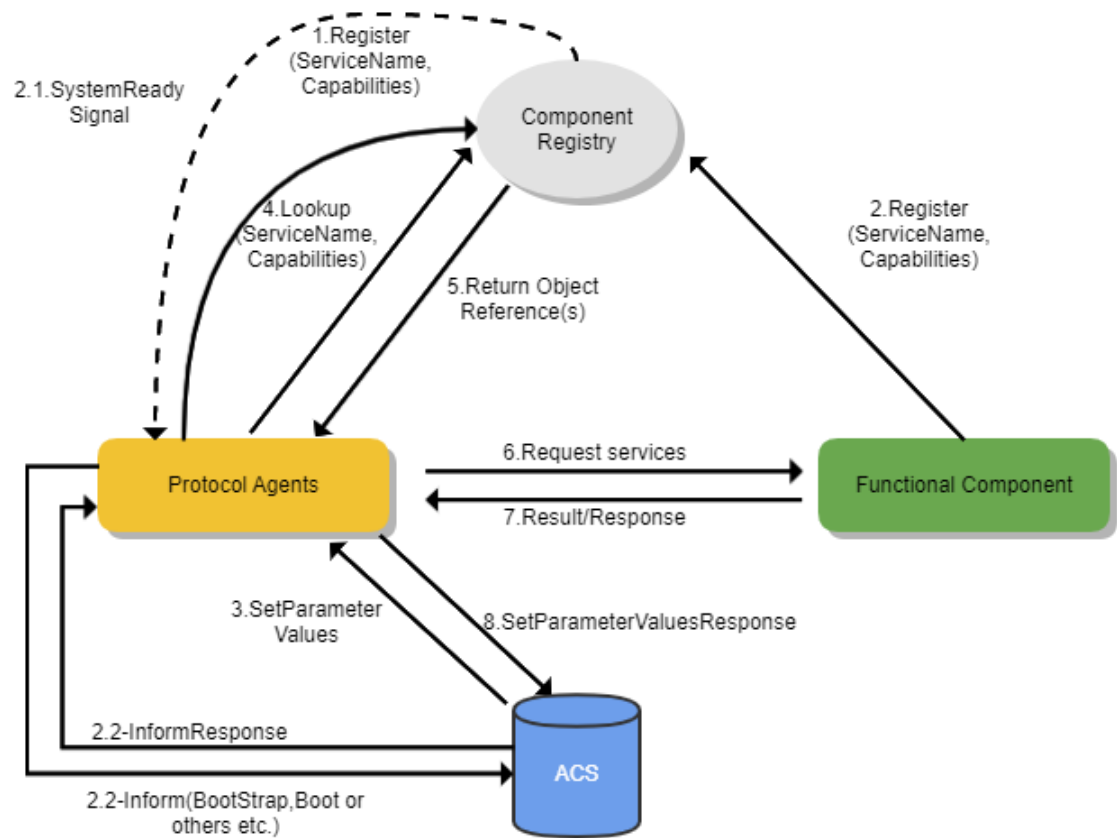 1.Register
(ServiceName,
Capabilities)
2.1.SystemReady
Signal
Component
Registry
4.Lookup
(ServiceName,
Capabilities)
2.Register
(ServiceName,
Capabilities)
5.Return Object
Reference(s)
Protocol Agents
6.Request services
7.Result/Response
Functional Component
3.SetParameter
Values
8.SetParameterValuesResponse
2.2-InformResponse
ACS
2.2-Inform(BootStrap,Boot or
others etc.)